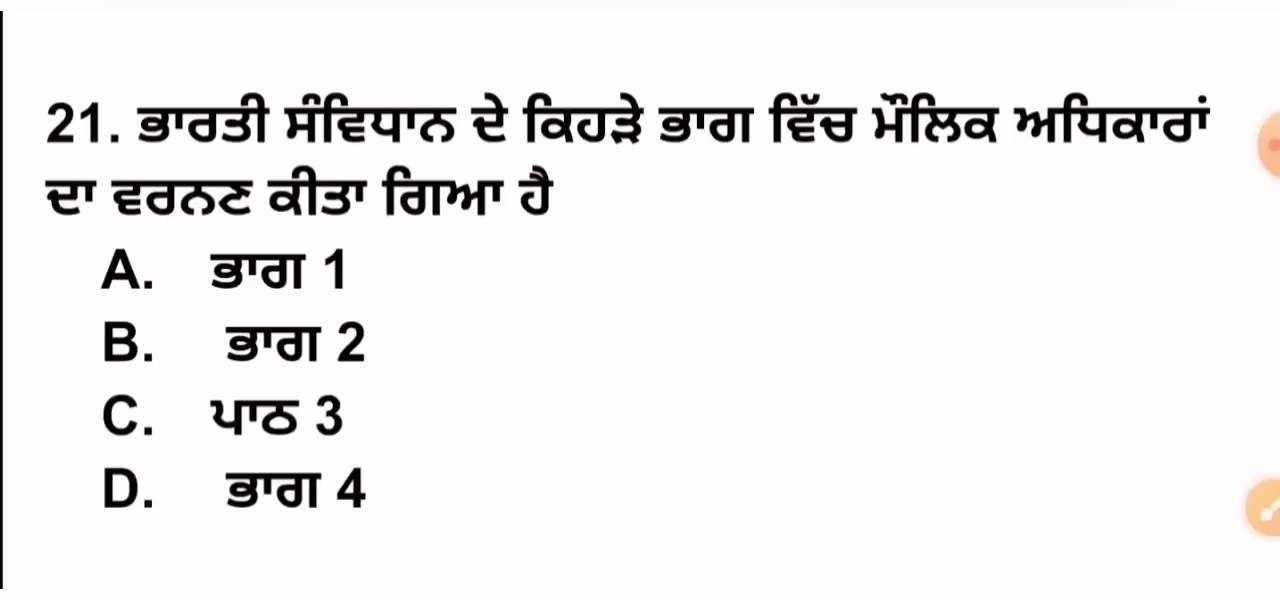 21. ਭਾਰਤੀ ਸੰਵਿਧਾਨ ਦੇ ਕਿਹੜੇ ਭਾਗ ਵਿੱਚ ਮੌਲਿਕ ਅਧਿਕਾਰਾਂ
ਦਾ ਵਰਨਣ ਕੀਤਾ ਗਿਆ ਹੈ
A. ਭਾਗ 1
B. ਭਾਗ 2
C. ਪਾਠ 3
D. ਭਾਗ 4